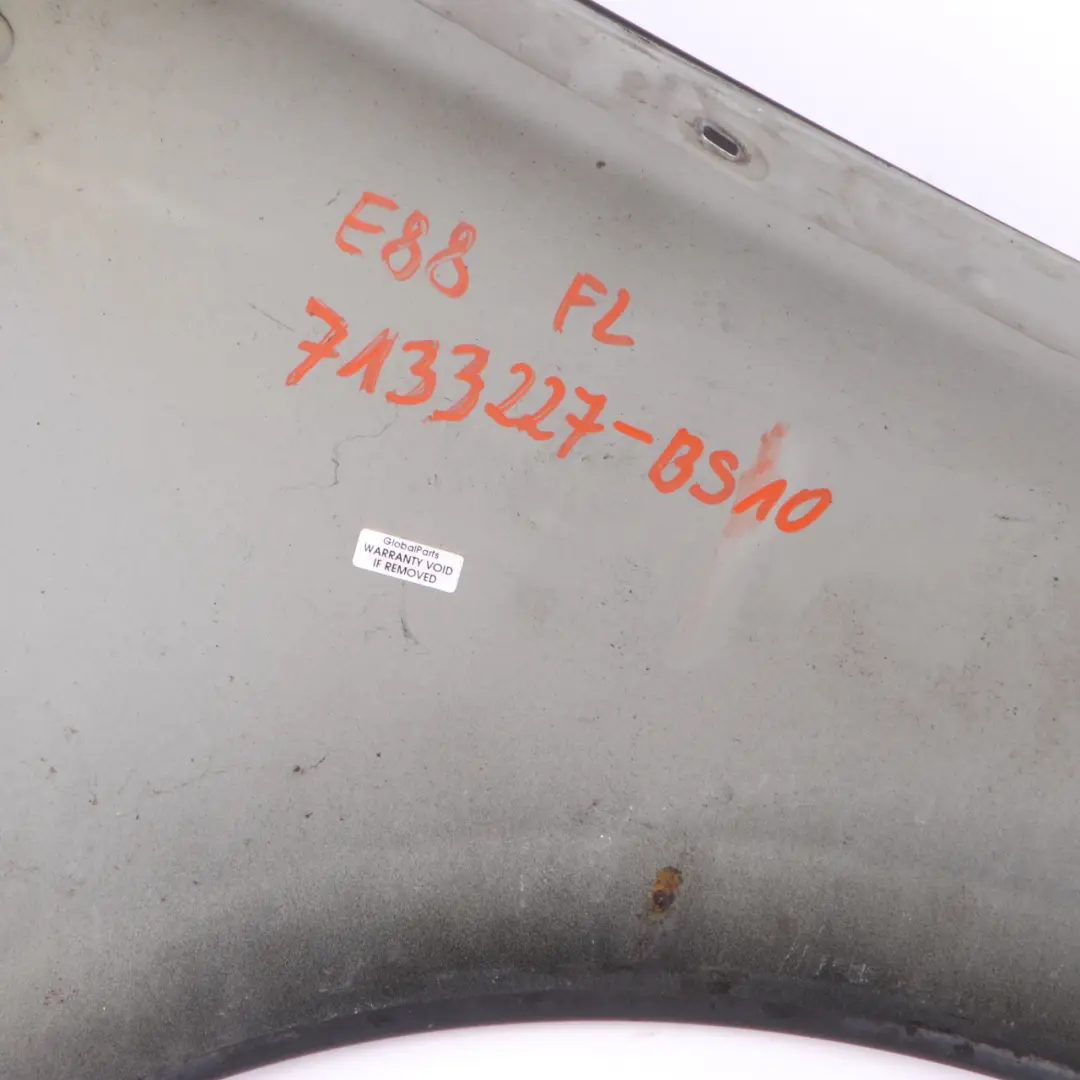 E88 FL
7133227-BS10
GlobalParts
WARRANTY VOID
IF REMOVED